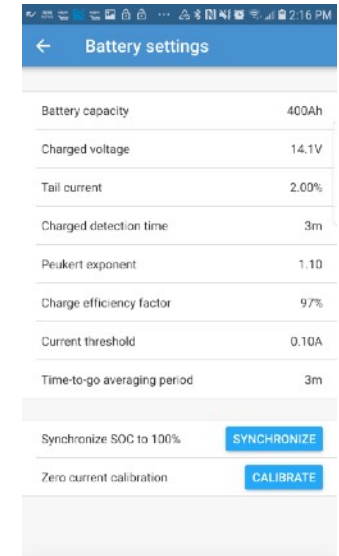 2:16 PM
Battery settings
Battery capacity 400Ah
Charged voltage 14.1V
Tail current 2.00%
Charged detection time 3m
Peukert exponent 1.10
Charge efficiency factor 97%
Current threshold 0.10A
Time-to-go averaging period 3m
Synchronize SOC to 100% SYNCHRONIZE
Zero current calibration CALIBRATE